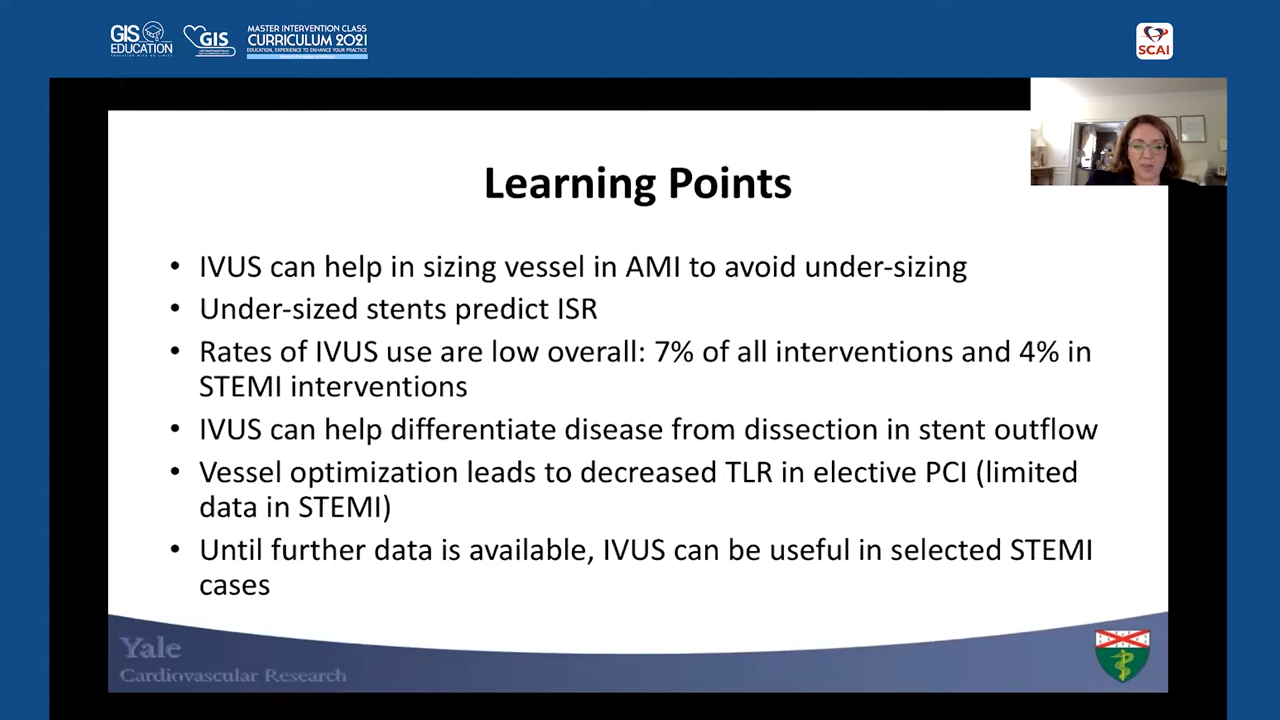 GIS
EDUCATION
GIS
MASTER INTERVENTION CLASS
CURRICULUM 2021
EDUCATION, EXPERIENCE TO ENHANCE YOUR PRACTICE
SCAI
Learning Points
• IVUS can help in sizing vessel in AMI to avoid under-sizing
• Under-sized stents predict ISR
• Rates of IVUS use are low overall: 7% of all interventions and 4% in
STEMI interventions
• IVUS can help differentiate disease from dissection in stent outflow
• Vessel optimization leads to decreased TLR in elective PCI (limited
data in STEMI)
• Until further data is available, IVUS can be useful in selected STEMI
cases
Yale
Cardiovascular Research